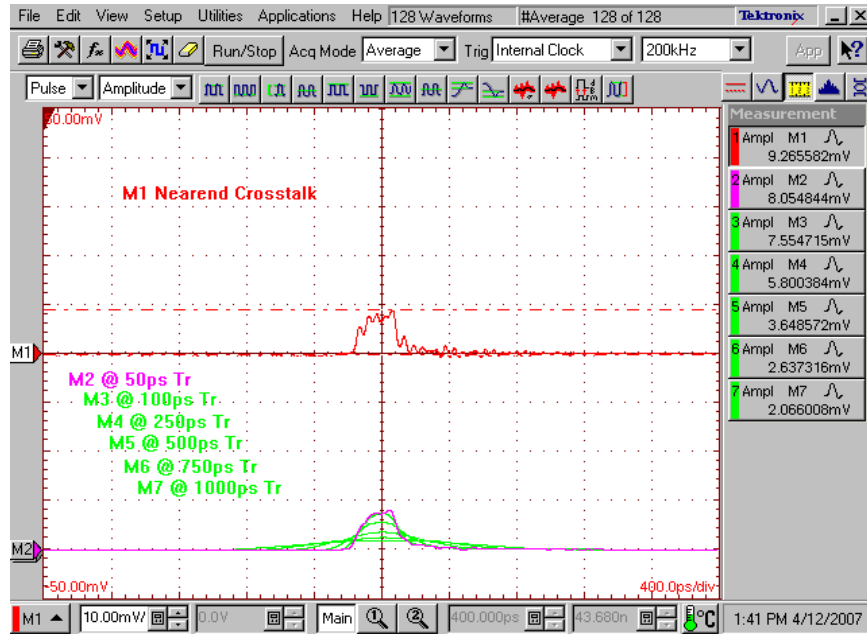 File Edit View Setup Utilities Applications Help 128 Waveforms #Average 128 of 128 Tektronix
Run/Stop Acq Mode Average Trig Internal Clock 200kHz App
Pulse Amplitude
50.00mV
Measurement
1 Ampl M1
9.265582mV
2 Ampl M2
8.054844mV
3 Ampl M3
7.554715mV
4 Ampl M4
5.800384mV
5 Ampl M5
3.648572mV
6 Ampl M6
2.637316mV
7 Ampl M7
2.066008mV
M1 Nearend Crosstalk
M1
M2 @ 50ps Tr
M3 @ 100ps Tr
M4 @ 250ps Tr
M5 @ 500ps Tr
M6 @ 750ps Tr
M7 @ 1000ps Tr
M2
-50.00mV
400.0ps/div
M1 10.00mV/ 0.0V Main 400.000ps 43.680n °C 1:41 PM 4/12/2007